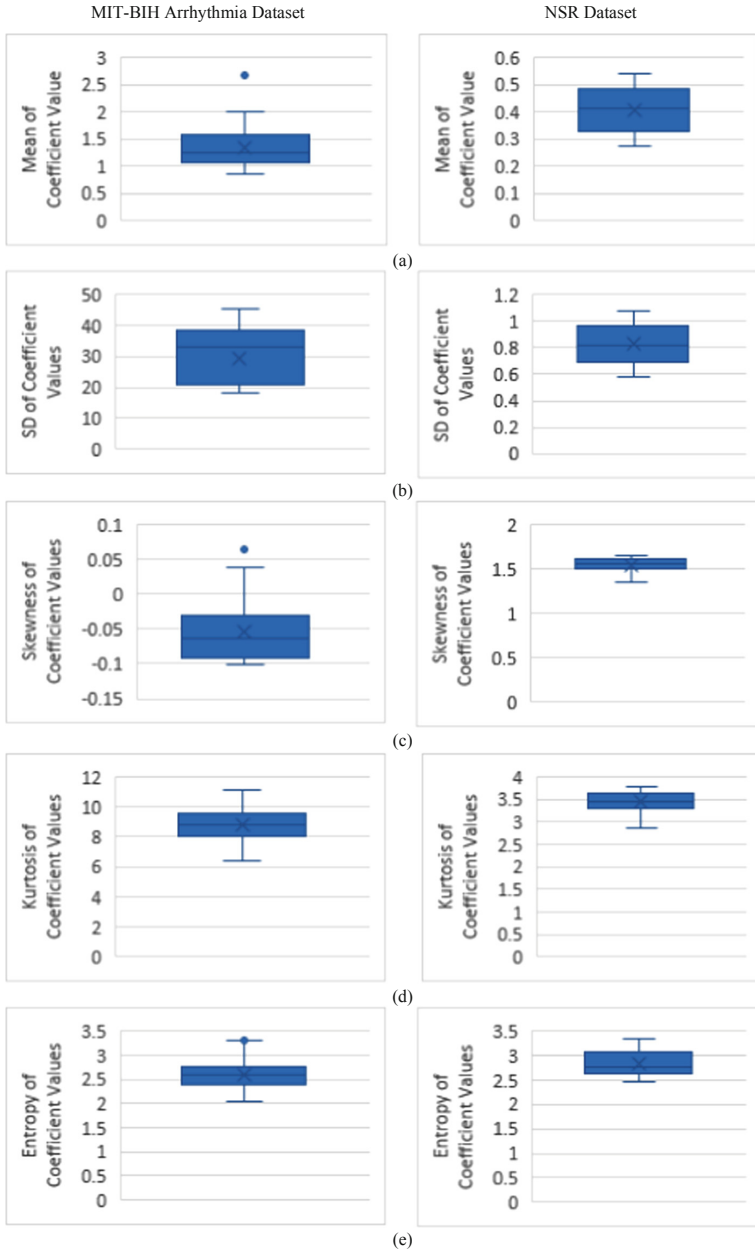 MIT-BIH Arrhythmia Dataset
NSR Dataset
Mean of
Coefficient Value
3
2.5
2
1.5
1
0.5
0
Mean of
Coefficient Value
0.6
0.5
0.4
0.3
0.2
0.1
0
(a)
SD of Coefficient
Values
50
40
30
20
10
0
SD of Coefficient
Values
1.2
1
0.8
0.6
0.4
0.2
0
(b)
Skewness of
Coefficient Values
0.1
0.05
0
-0.05
-0.1
-0.15
Skewness of
Coefficient Values
2
1.5
1
0.5
0
(c)
Kurtosis of
Coefficient Values
12
10
8
6
4
2
0
Kurtosis of
Coefficient Values
4
3.5
3
2.5
2
1.5
1
0.5
0
(d)
Entropy of
Coefficient Values
3.5
3
2.5
2
1.5
1
0.5
0
Entropy of
Coefficient Values
3.5
3
2.5
2
1.5
1
0.5
0
(e)